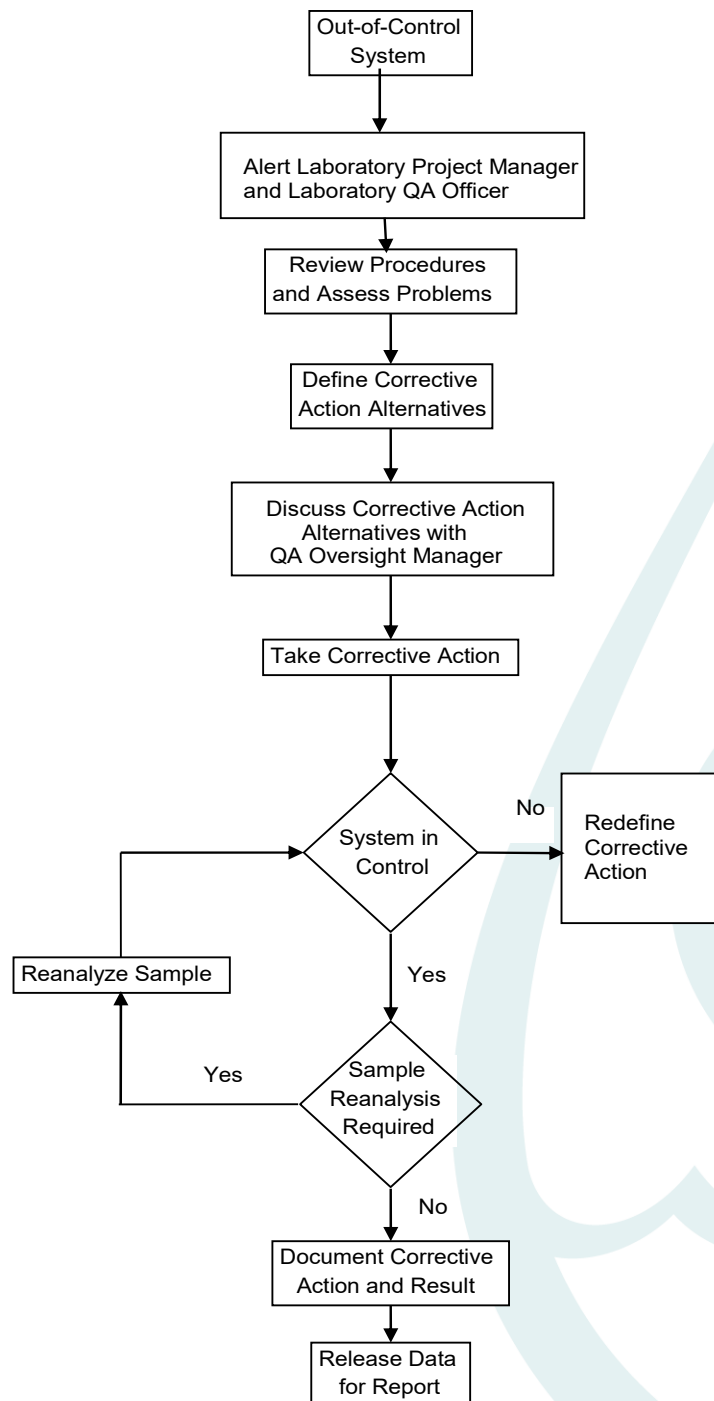 Out-of-Control
System
Alert Laboratory Project Manager
and Laboratory QA Officer
Review Procedures
and Assess Problems
Define Corrective
Action Alternatives
Discuss Corrective Action
Alternatives with
QA Oversight Manager
Take Corrective Action
System in
Control
No
Redefine
Corrective
Action
Yes
Reanalyze Sample
Sample
Reanalysis
Required
Yes
No
Document Corrective
Action and Result
Release Data
for Report